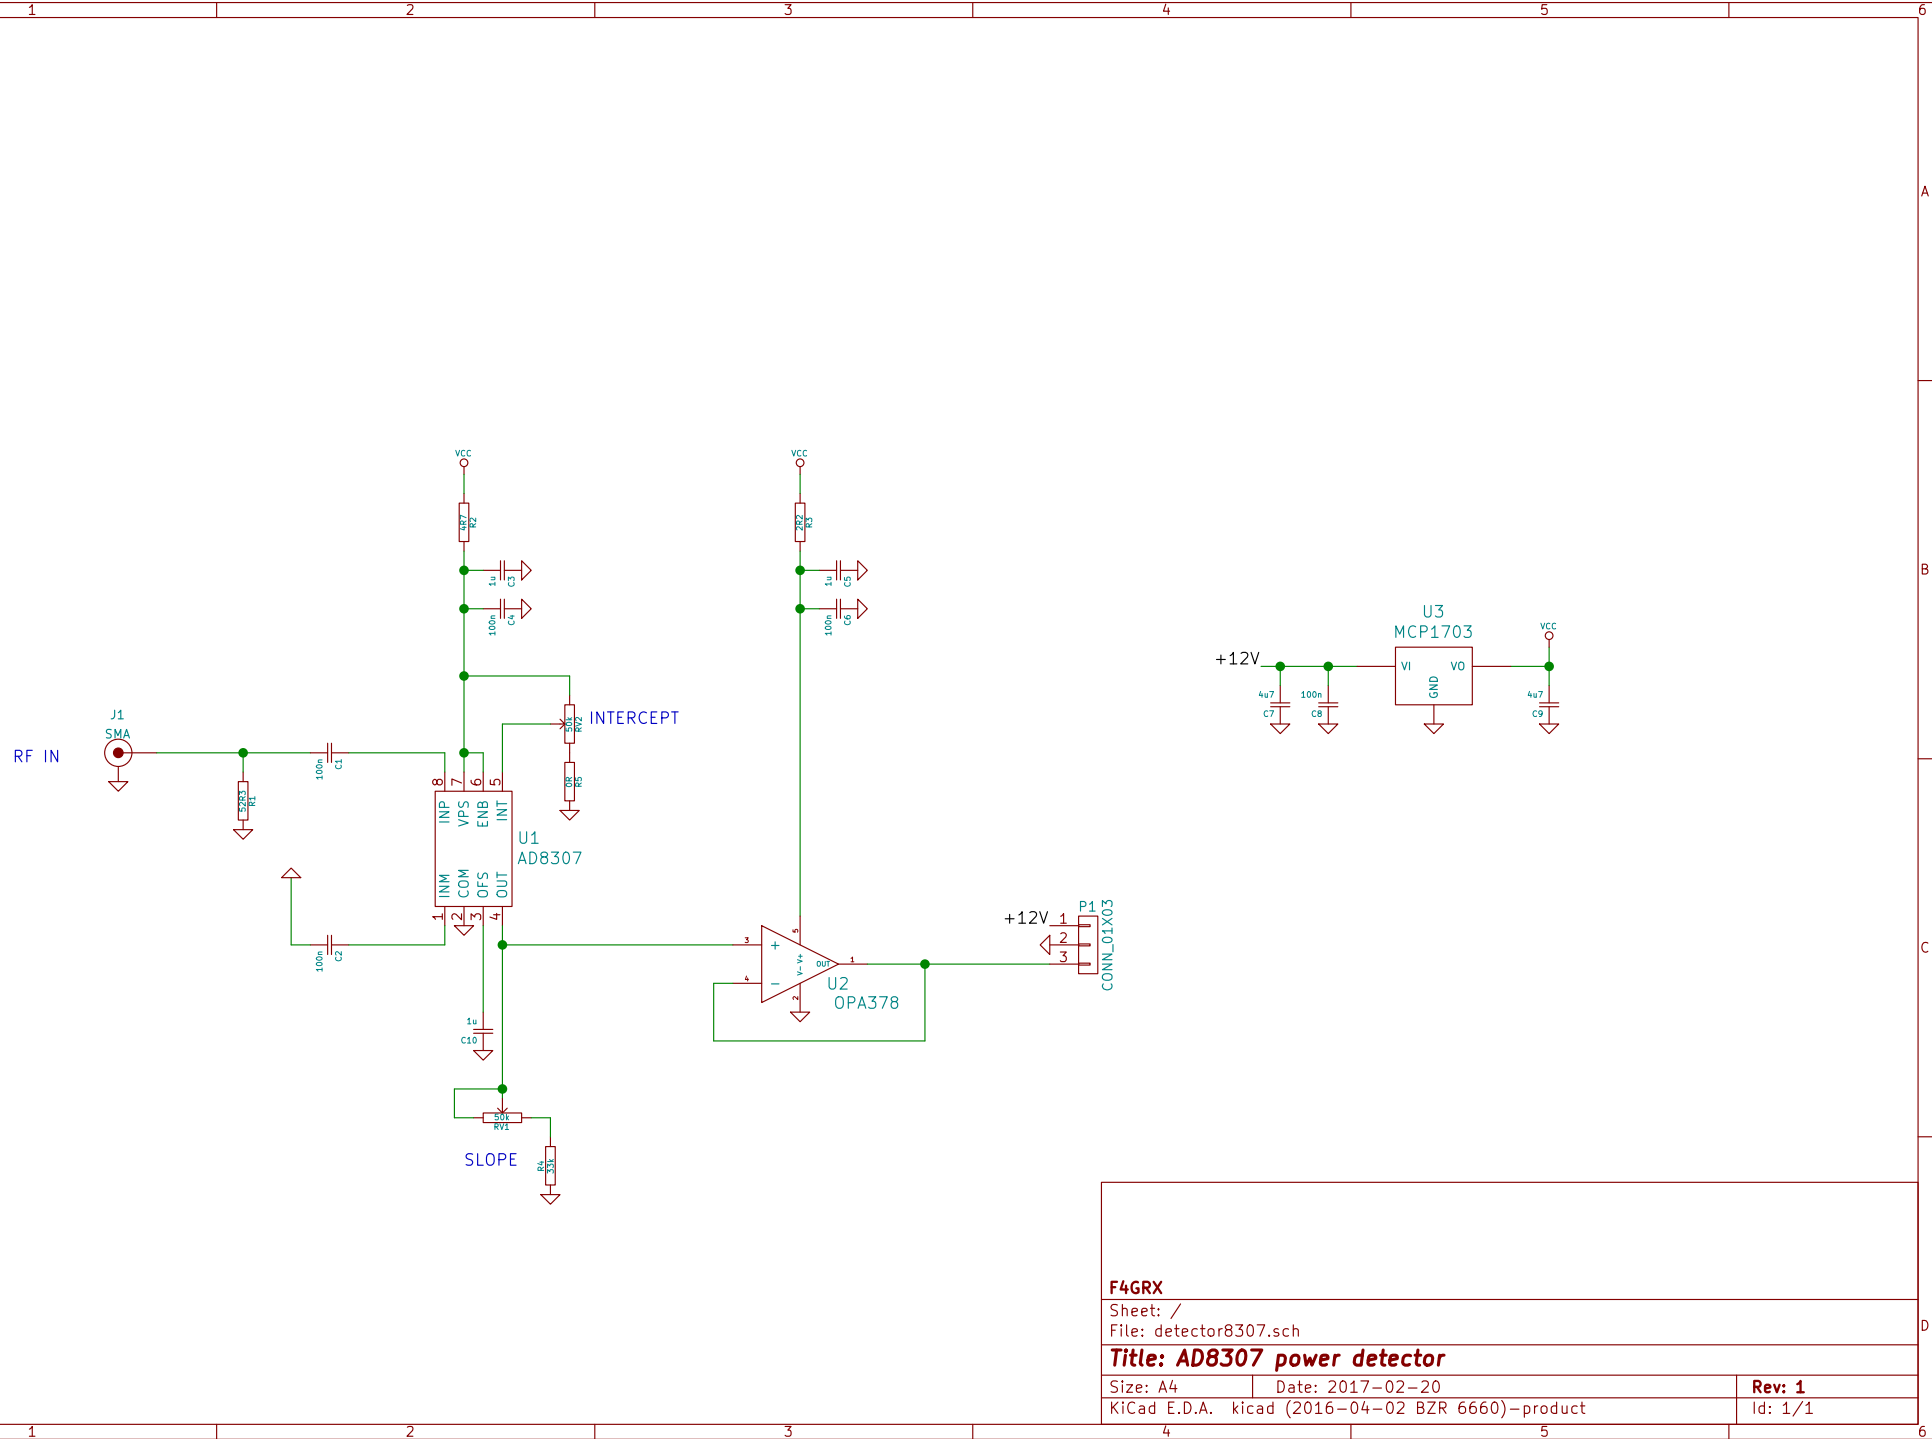 1 2 3 4 5 6
A
B
C
D
VCC
4R7
R2
1u
C3
100n
C4
VCC
2R2
R3
1u
C5
100n
C6
U3
MCP1703
VCC
+12V
VI
VO
GND
4u7
C7
100n
C8
4u7
C9
50k
RV2
INTERCEPT
0R
R5
J1
SMA
RF IN
100n
C1
52R3
R1
8 7 6 5
INP
VPS
ENB
INT
U1
AD8307
INM
COM
OFS
OUT
1 2 3 4
100n
C2
1u
C10
50k
RV1
SLOPE
R4
33k
3
+
4
-
5
V+
V-
2
OUT
1
U2
OPA378
+12V
P1
1
2
3
CONN_01X03
F4GRX
Sheet: /
File: detector8307.sch
Title: AD8307 power detector
Size: A4
Date: 2017-02-20
Rev: 1
KiCad E.D.A. kicad (2016-04-02 BZR 6660)-product
Id: 1/1
1 2 3 4 5 6